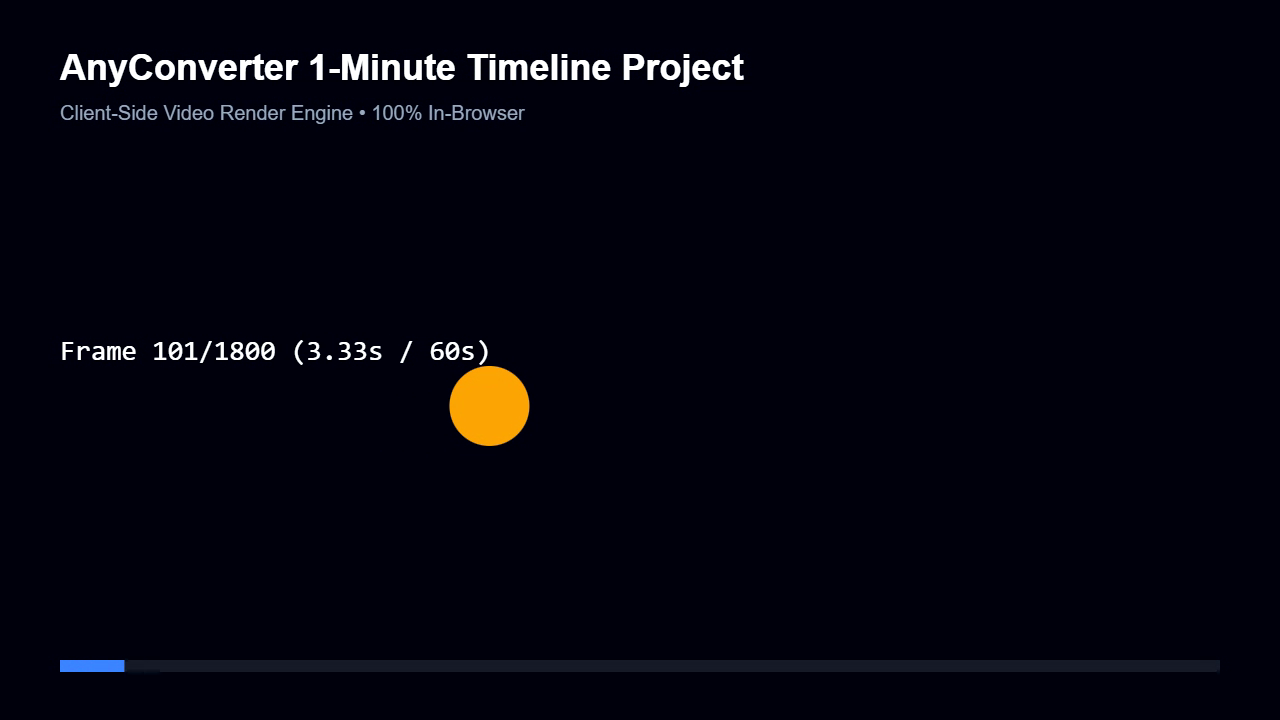 AnyConverter 1-Minute Timeline Project
Client-Side Video Render Engine • 100% In-Browser
Frame 101/1800 (3.33s / 60s)